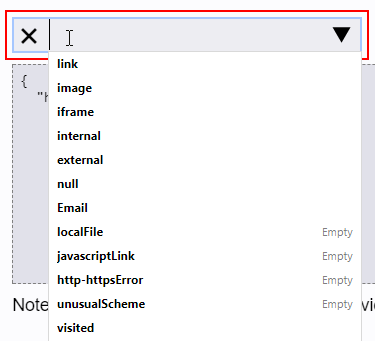 link
image
iframe
internal
external
null
Email
localFile Empty
javascriptLink Empty
http-httpsError Empty
unusualScheme Empty
visited
{
"h
Note